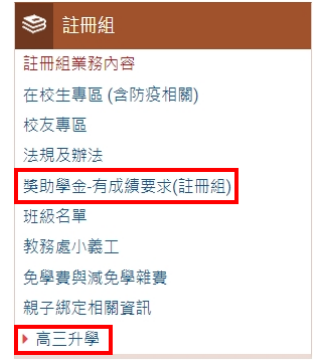 註冊組
註冊組業務內容
在校生專區 (含防疫相關)
校友專區
法規及辦法
獎助學金-有成績要求(註冊組)
班級名單
教務處小義工
免學費與減免學雜費
親子綁定相關資訊
高三升學